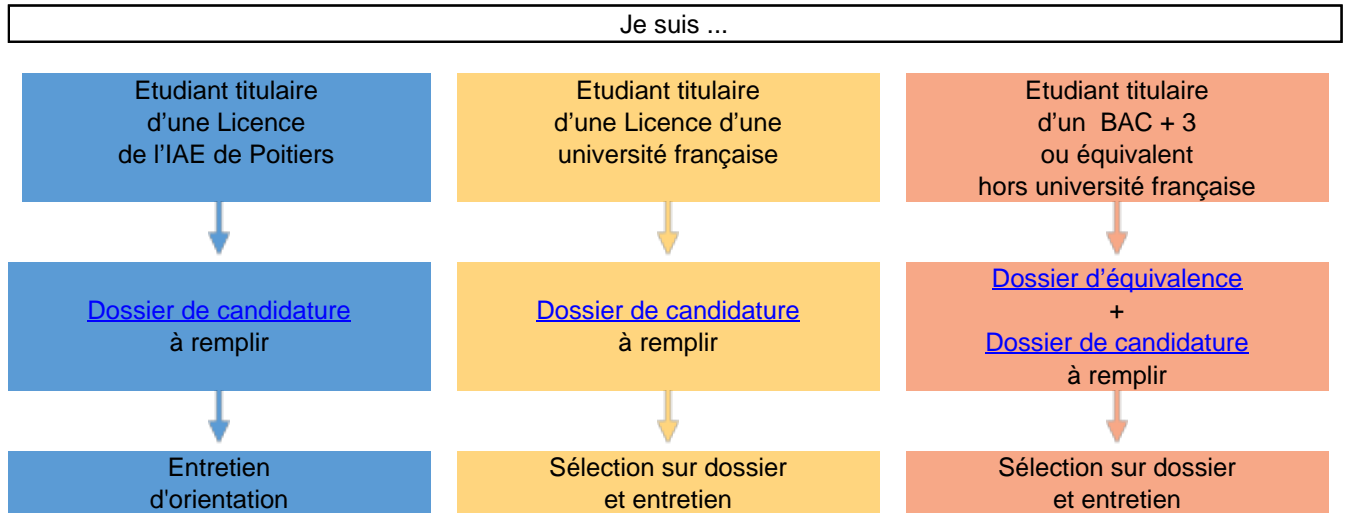 Je suis ...
Etudiant titulaire
d’une Licence
de l’IAE de Poitiers
Etudiant titulaire
d’une Licence d’une
université française
Etudiant titulaire
d’un BAC + 3
ou équivalent
hors université française
Dossier de candidature
à remplir
Dossier de candidature
à remplir
Dossier d’équivalence
+
Dossier de candidature
à remplir
Entretien
d'orientation
Sélection sur dossier
et entretien
Sélection sur dossier
et entretien